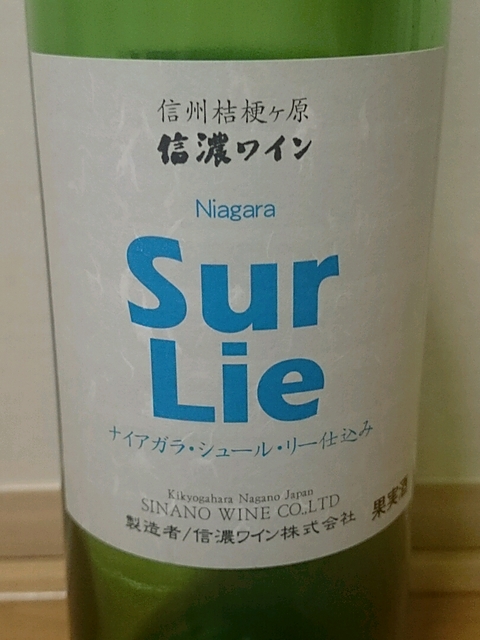 信州桔梗ヶ原
信濃ワイン
Niagara
Sur
Lie
ナイアガラ・シュール・リー仕込み
Kikyogahara Nagano Japan
SINANO WINE CO.,LTD
製造者/信濃ワイン株式会社
果実酒